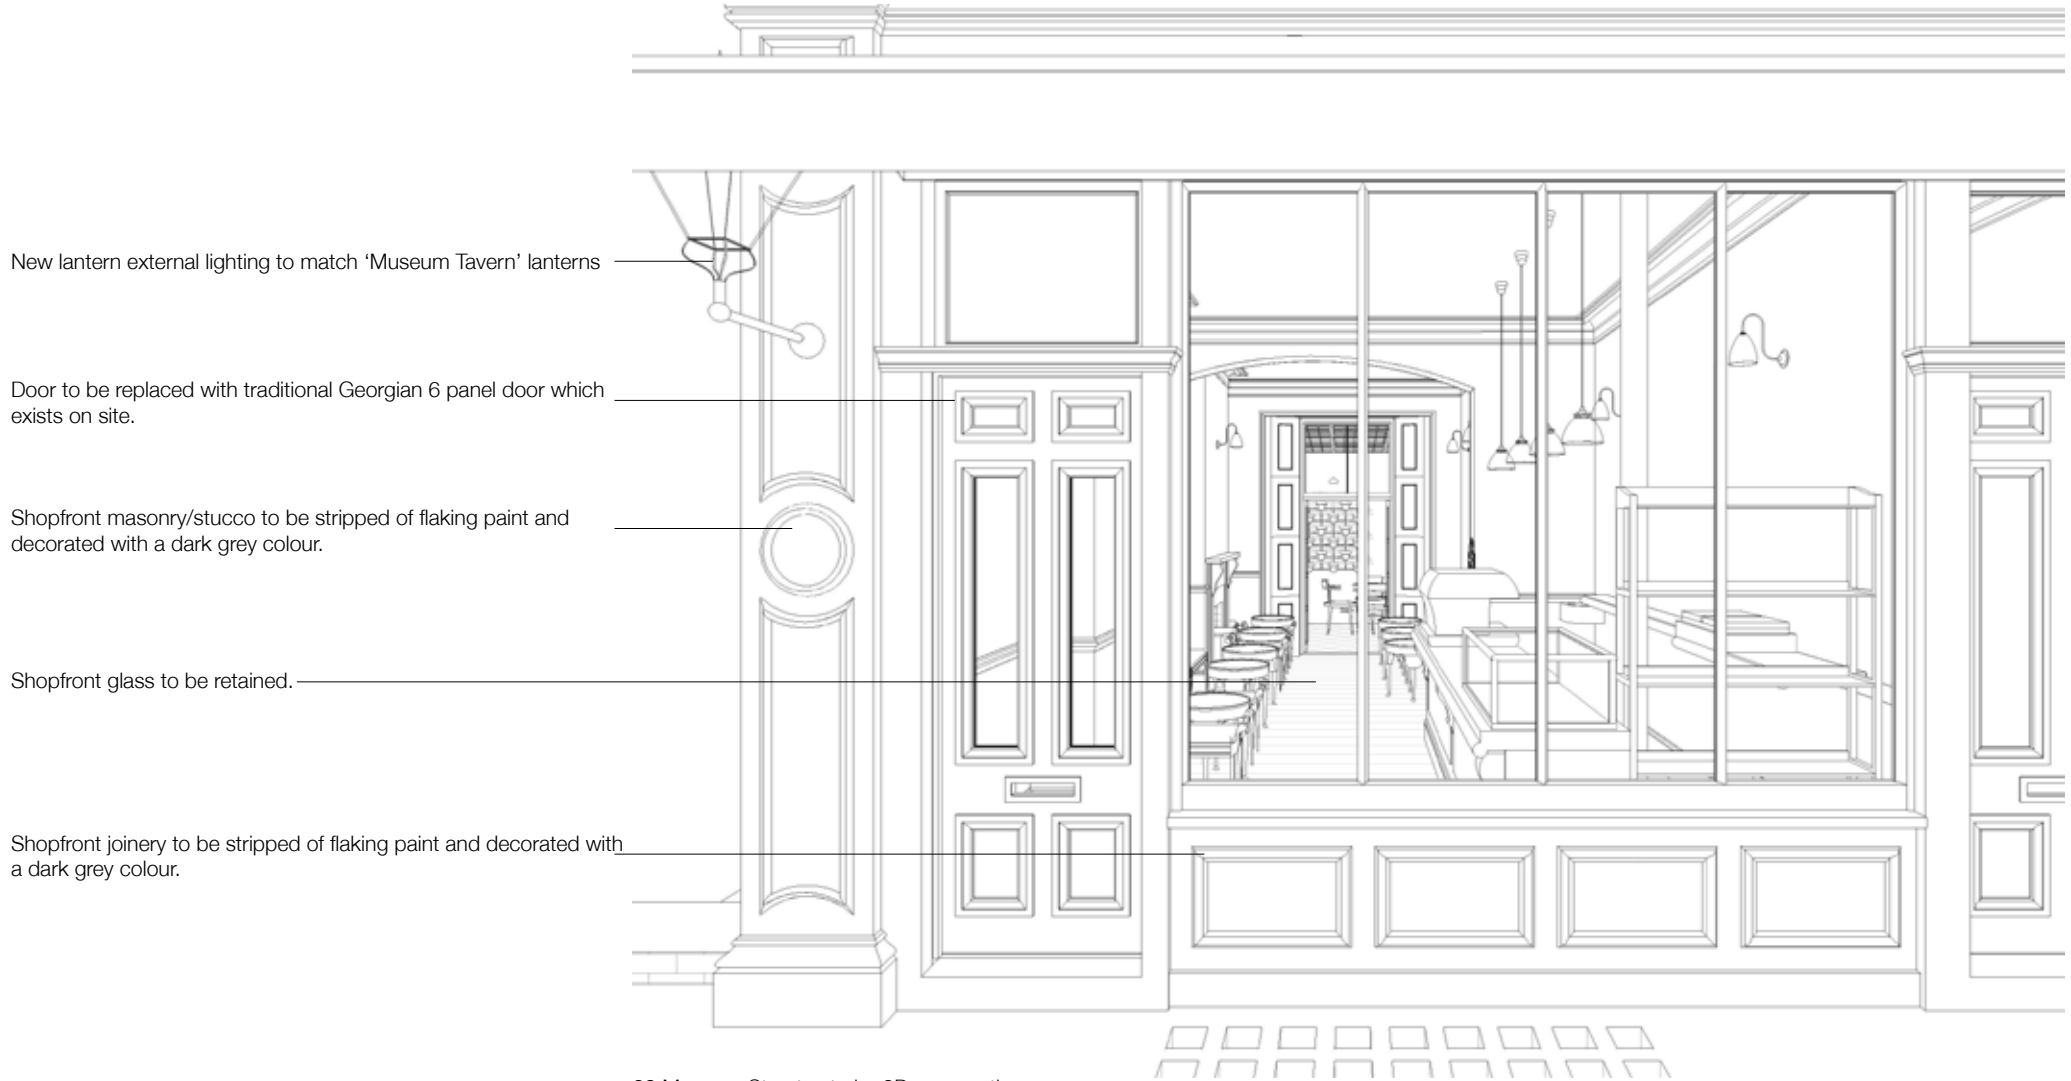 New lantern external lighting to match ‘Museum Tavern’ lanterns
Door to be replaced with traditional Georgian 6 panel door which
exists on site.
Shopfront masonry/stucco to be stripped of flaking paint and
decorated with a dark grey colour.
Shopfront glass to be retained.
Shopfront joinery to be stripped of flaking paint and decorated with
a dark grey colour.